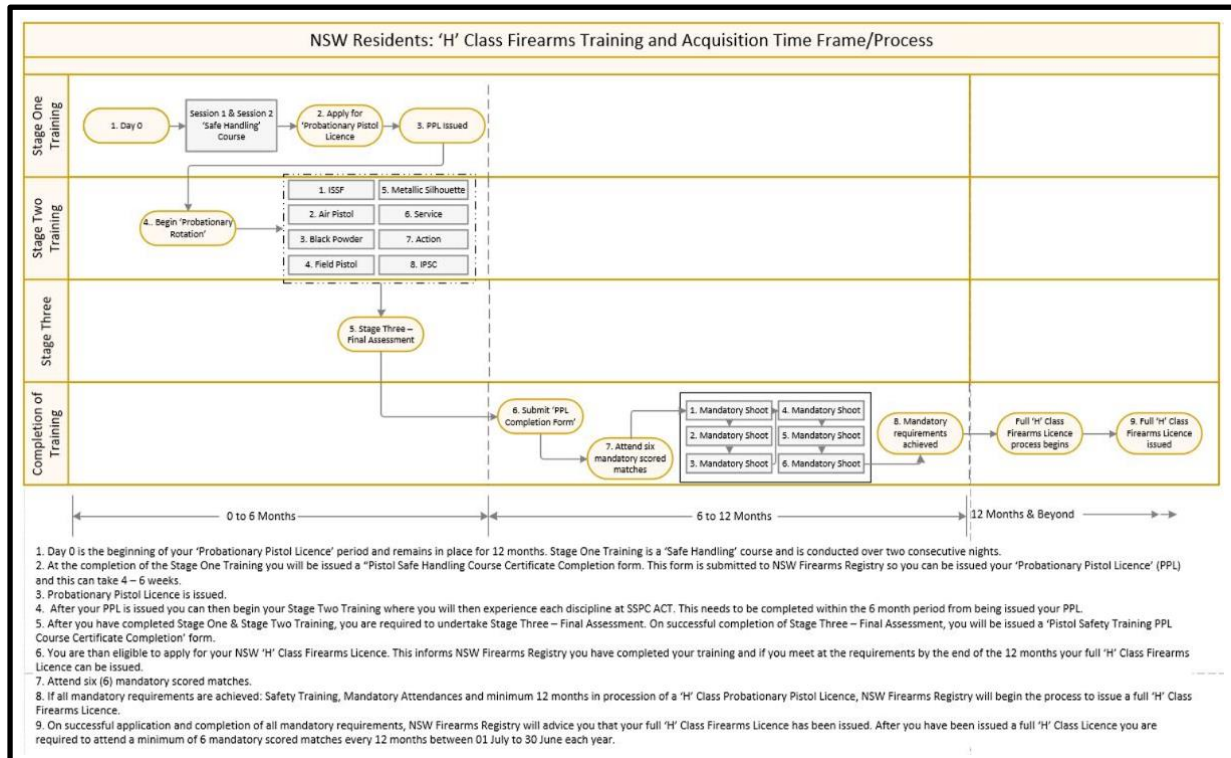 NSW Residents: ‘H’ Class Firearms Training and Acquisition Time Frame/Process
Stage One
Training
1. Day 0
Session 1 & Session 2
‘Safe Handling’
Course
2. Apply for
‘Probationary Pistol
Licence
3. PPL Issued
Stage Two
Training
4.. Begin ‘Probationary
Rotation’
1. ISSF
5. Metallic Silhouette
2. Air Pistol
6. Service
3. Black Powder
7. Action
4. Field Pistol
8. IPSC
Stage Three
5. Stage Three –
Final Assessment
Completion of
Training
6. Submit ‘PPL
Completion Form’
7. Attend six
mandatory scored
matches
1. Mandatory Shoot
4. Mandatory Shoot
2. Mandatory Shoot
5. Mandatory Shoot
3. Mandatory Shoot
6. Mandatory Shoot
8. Mandatory
requirements
achieved
Full ‘H’ Class
Firearms Licence
process begins
9. Full ‘H’ Class
Firearms Licence
issued
0 to 6 Months
6 to 12 Months
12 Months & Beyond
1. Day 0 is the beginning of your ‘Probationary Pistol Licence’ period and remains in place for 12 months. Stage One Training is a ‘Safe Handling’ course and is conducted over two consecutive nights.
2. At the completion of the Stage One Training you will be issued a “Pistol Safe Handling Course Certificate Completion form. This form is submitted to NSW Firearms Registry so you can be issued your ‘Probationary Pistol Licence’ (PPL)
and this can take 4 – 6 weeks.
3. Probationary Pistol Licence is issued.
4. After your PPL is issued you can then begin your Stage Two Training where you will then experience each discipline at SSPC ACT. This needs to be completed within the 6 month period from being issued your PPL.
5. After you have completed Stage One & Stage Two Training, you are required to undertake Stage Three – Final Assessment. On successful completion of Stage Three – Final Assessment, you will be issued a ‘Pistol Safety Training PPL
Course Certificate Completion’ form.
6. You are than eligible to apply for your NSW ‘H’ Class Firearms Licence. This informs NSW Firearms Registry you have completed your training and if you meet at the requirements by the end of the 12 months your full ‘H’ Class Firearms
Licence can be issued.
7. Attend six (6) mandatory scored matches.
8. If all mandatory requirements are achieved: Safety Training, Mandatory Attendances and minimum 12 months in procession of a ‘H’ Class Probationary Pistol Licence, NSW Firearms Registry will begin the process to issue a full ‘H’ Class
Firearms Licence.
9. On successful application and completion of all mandatory requirements, NSW Firearms Registry will advice you that your full ‘H’ Class Firearms Licence has been issued. After you have been issued a full ‘H’ Class Licence you are
required to attend a minimum of 6 mandatory scored matches every 12 months between 01 July to 30 June each year.